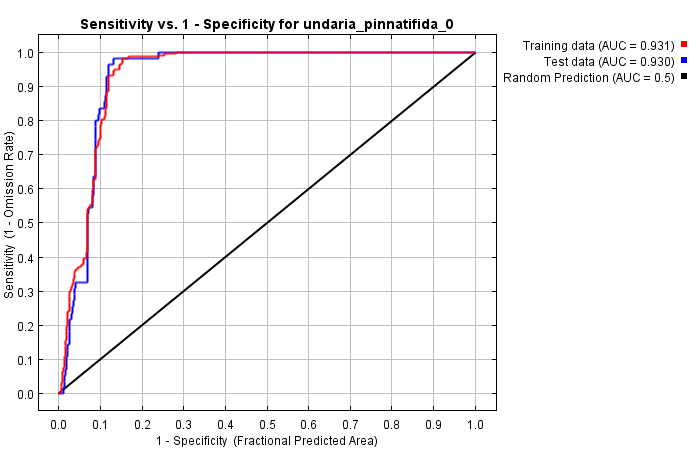 Sensitivity vs. 1 - Specificity for undaria_pinnatifida_0
Training data (AUC = 0.931)
Test data (AUC = 0.930)
Random Prediction (AUC = 0.5)
Sensitivity (1 - Omission Rate)
1.0
0.9
0.8
0.7
0.6
0.5
0.4
0.3
0.2
0.1
0.0
0.0 0.1 0.2 0.3 0.4 0.5 0.6 0.7 0.8 0.9 1.0
1 - Specificity (Fractional Predicted Area)